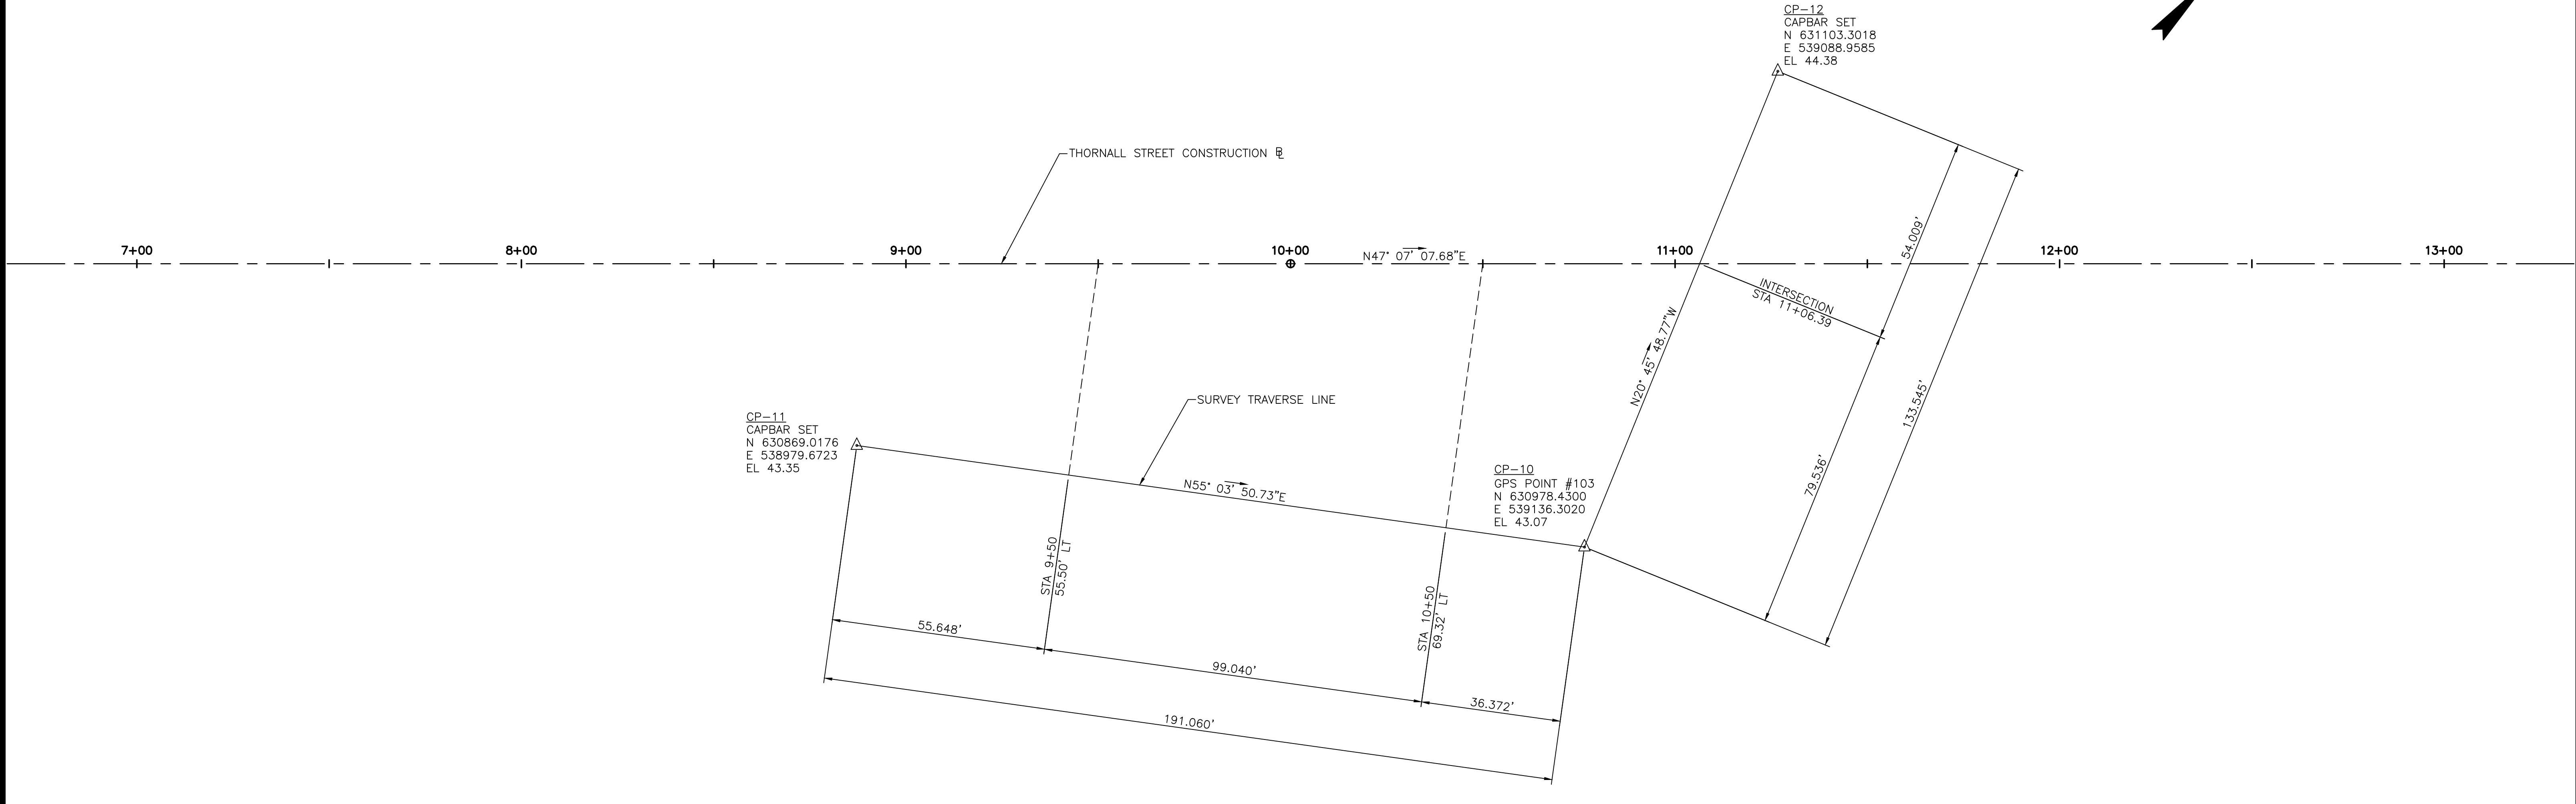 CP-12
CAPBAR SET
N 631103.3018
E 539088.9585
EL 44.38
THORNALL STREET CONSTRUCTION BL
7+00
8+00
9+00
10+00
N47° 07' 07.68"E
11+00
12+00
13+00
54.009'
INTERSECTION
STA 11+06.39
N20° 45' 48.77"W
133.545'
79.536'
SURVEY TRAVERSE LINE
CP-11
CAPBAR SET
N 630869.0176
E 538979.6723
EL 43.35
N55° 03' 50.73"E
CP-10
GPS POINT #103
N 630978.4300
E 539136.3020
EL 43.07
STA 9+50
55.50' LT
STA 10+50
69.32' LT
55.648'
99.040'
36.372'
191.060'